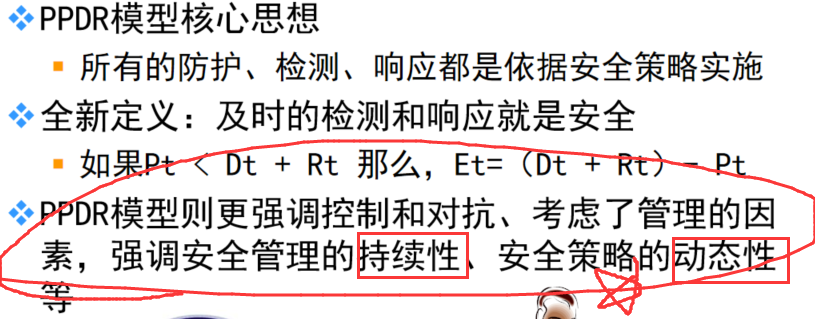 PPDR模型核心思想
所有的防护、检测、响应都是依据安全策略实施
全新定义：及时的检测和响应就是安全
如果Pt < Dt + Rt 那么，Et=（Dt + Rt）- Pt
PPDR模型则更强调控制和对抗、考虑了管理的因
素，强调安全管理的持续性、安全策略的动态性
等